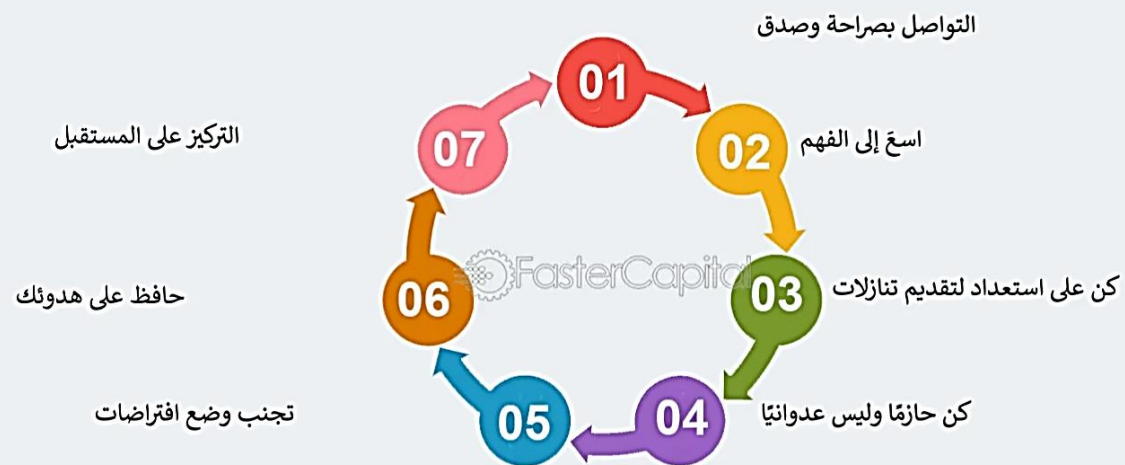 التواصل بصراحة وصدق
01
اسعَ إلى الفهم
02
كن على استعداد لتقديم تنازلات
03
كن حازمًا وليس عدوانيًا
04
تجنب وضع افتراضات
05
حافظ على هدوئك
06
التركيز على المستقبل
07
FasterCapital